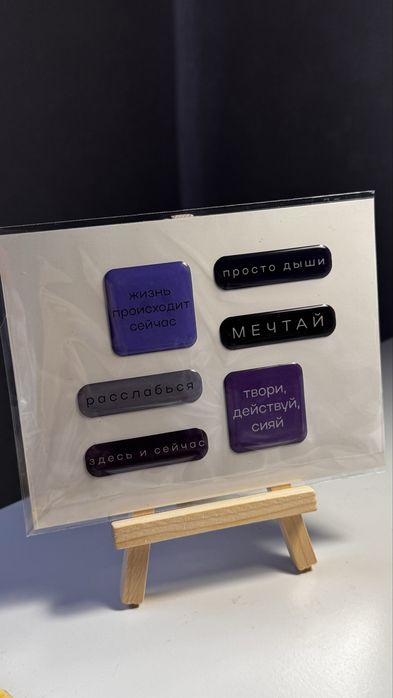 жизнь
происходит
сейчас
просто дыши
МЕЧТАЙ
расслабься
здесь и сейчас
твори,
действуй,
сияй